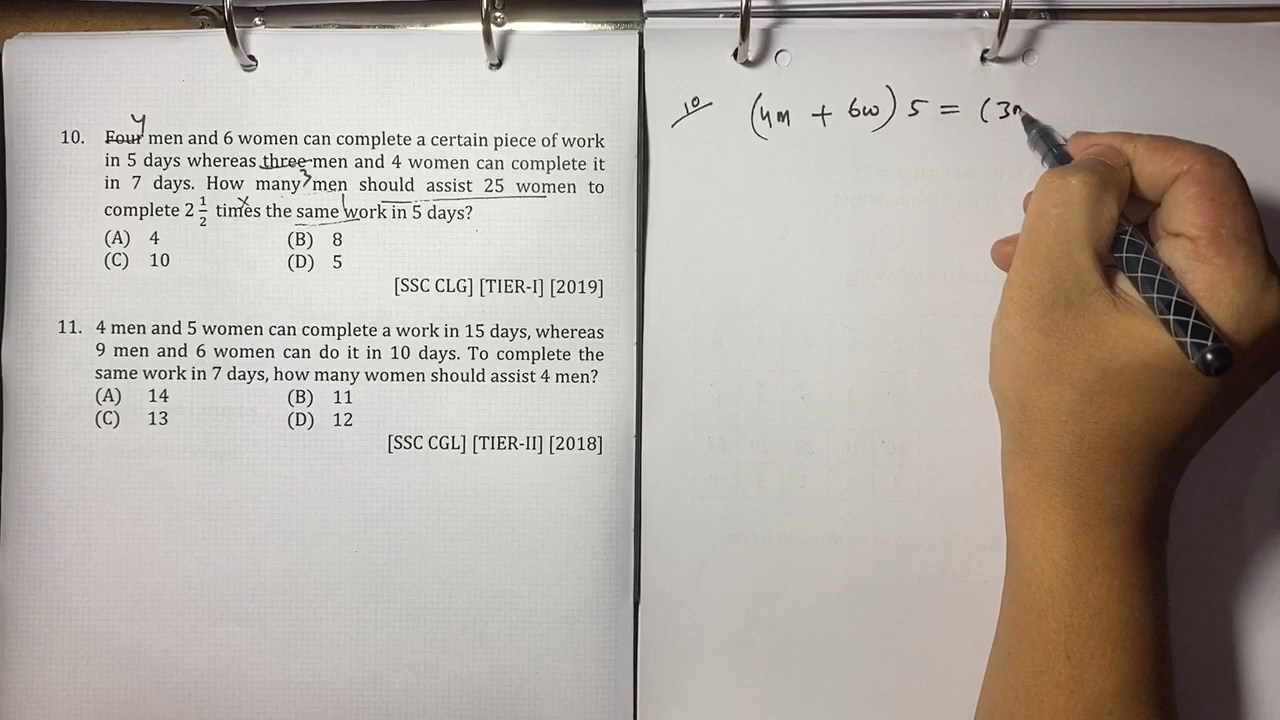 y
10. Four men and 6 women can complete a certain piece of work
in 5 days whereas three men and 4 women can complete it
3
in 7 days. How many men should assist 25 women to
complete 2 1/2 times the same work in 5 days?
x
(A) 4 (B) 8
(C) 10 (D) 5
[SSC CLG] [TIER-I] [2019]
11. 4 men and 5 women can complete a work in 15 days, whereas
9 men and 6 women can do it in 10 days. To complete the
same work in 7 days, how many women should assist 4 men?
(A) 14 (B) 11
(C) 13 (D) 12
[SSC CGL] [TIER-II] [2018]
10 (4m + 6w) 5 = (3m